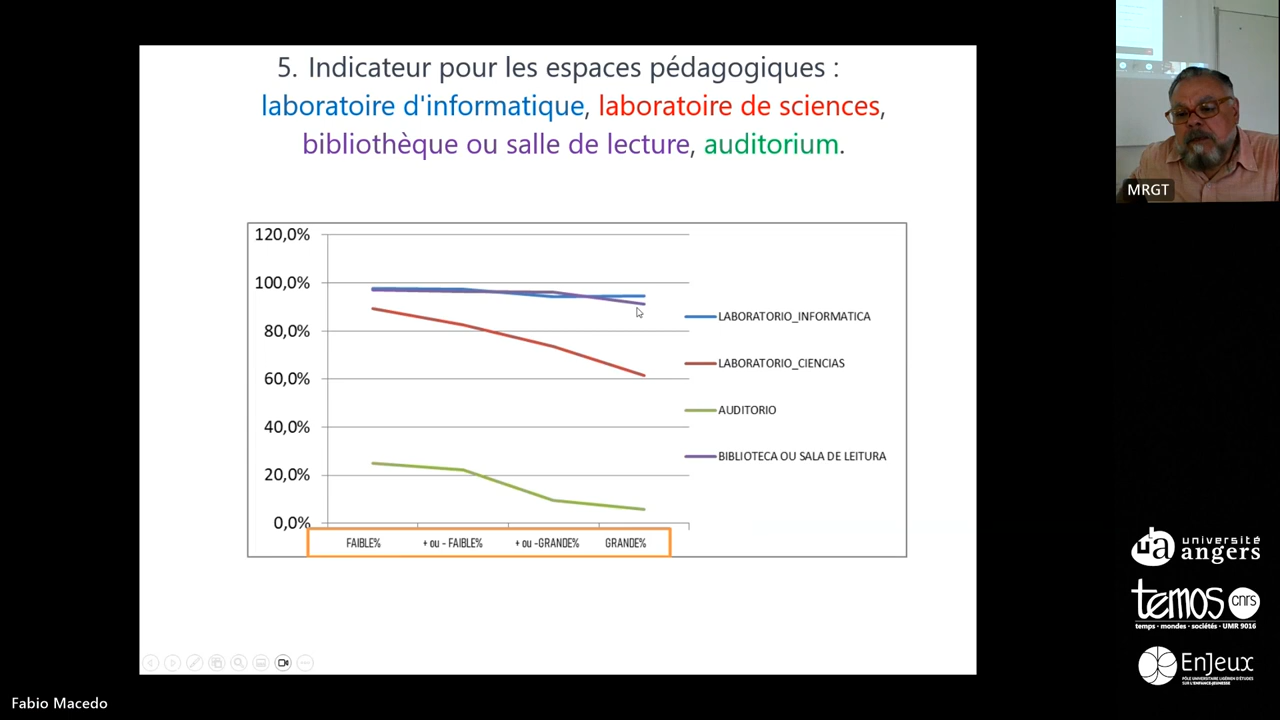 5. Indicateur pour les espaces pédagogiques :
laboratoire d'informatique, laboratoire de sciences,
bibliothèque ou salle de lecture, auditorium.
120,0%
100,0%
80,0%
60,0%
40,0%
20,0%
0,0%
FAIBLE% + ou - FAIBLE% + ou -GRANDE% GRANDE%
LABORATORIO_INFORMATICA
LABORATORIO_CIENCIAS
AUDITORIO
BIBLIOTECA OU SALA DE LEITURA
MRGT
ua université
angers
temos cnrs
temps • mondes • sociétés • UMR 9016
EnJeux
PÔLE UNIVERSITAIRE LIGÉRIEN D'ÉTUDES
SUR L'ENFANCE-JEUNESSE
Fabio Macedo